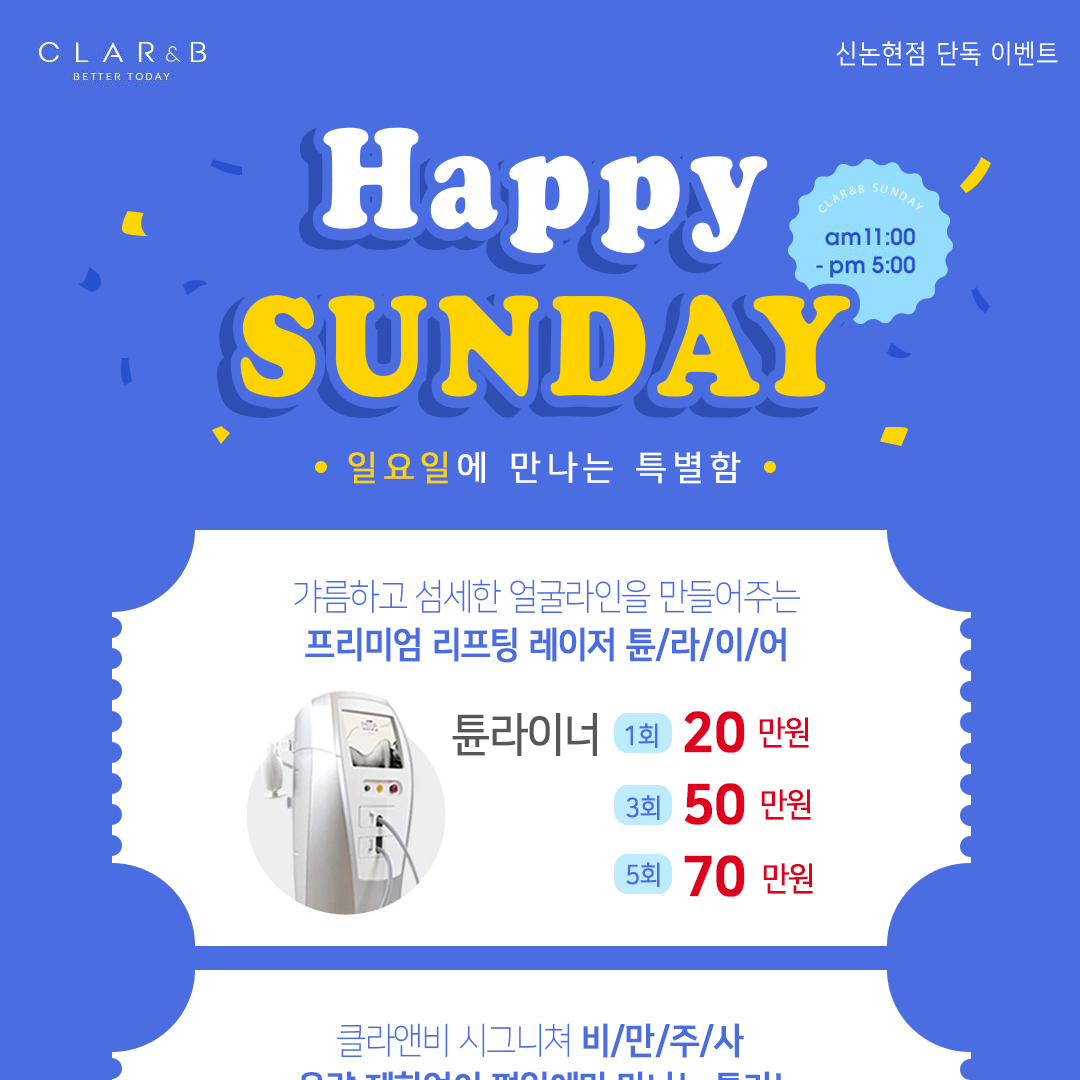 CLAR&B
BETTER TODAY
신논현점 단독 이벤트
Happy
CLAR&B SUNDAY
am11:00
- pm 5:00
SUNDAY
• 일요일에 만나는 특별함 •
갸름하고 섬세한 얼굴라인을 만들어주는
프리미엄 리프팅 레이저 튠/라/이/어
튠라이너 1회 20 만원
3회 50 만원
5회 70 만원
클라앤비 시그니쳐 비/만/주/사